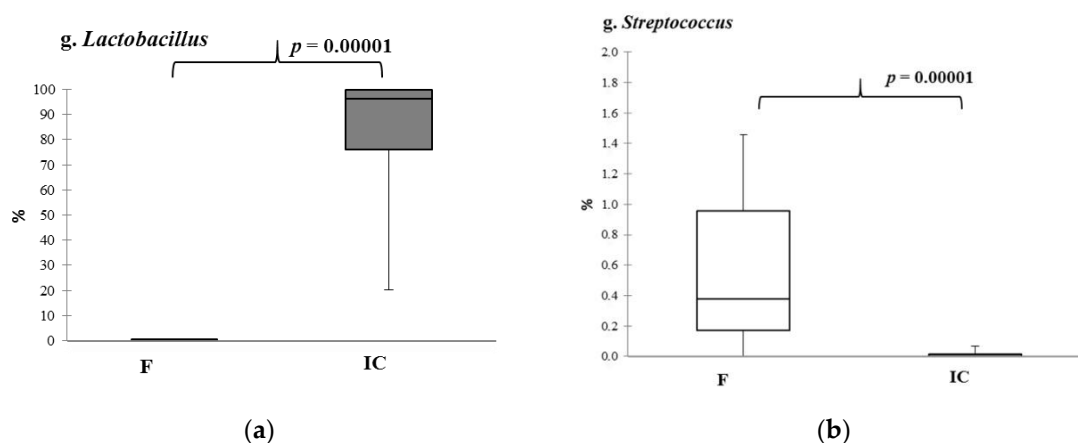 g. Lactobacillus
p = 0.00001
100
90
80
70
60
50
40
30
20
10
0
%
F
IC
(a)
g. Streptococcus
p = 0.00001
2.0
1.8
1.6
1.4
1.2
1.0
0.8
0.6
0.4
0.2
0.0
%
F
IC
(b)